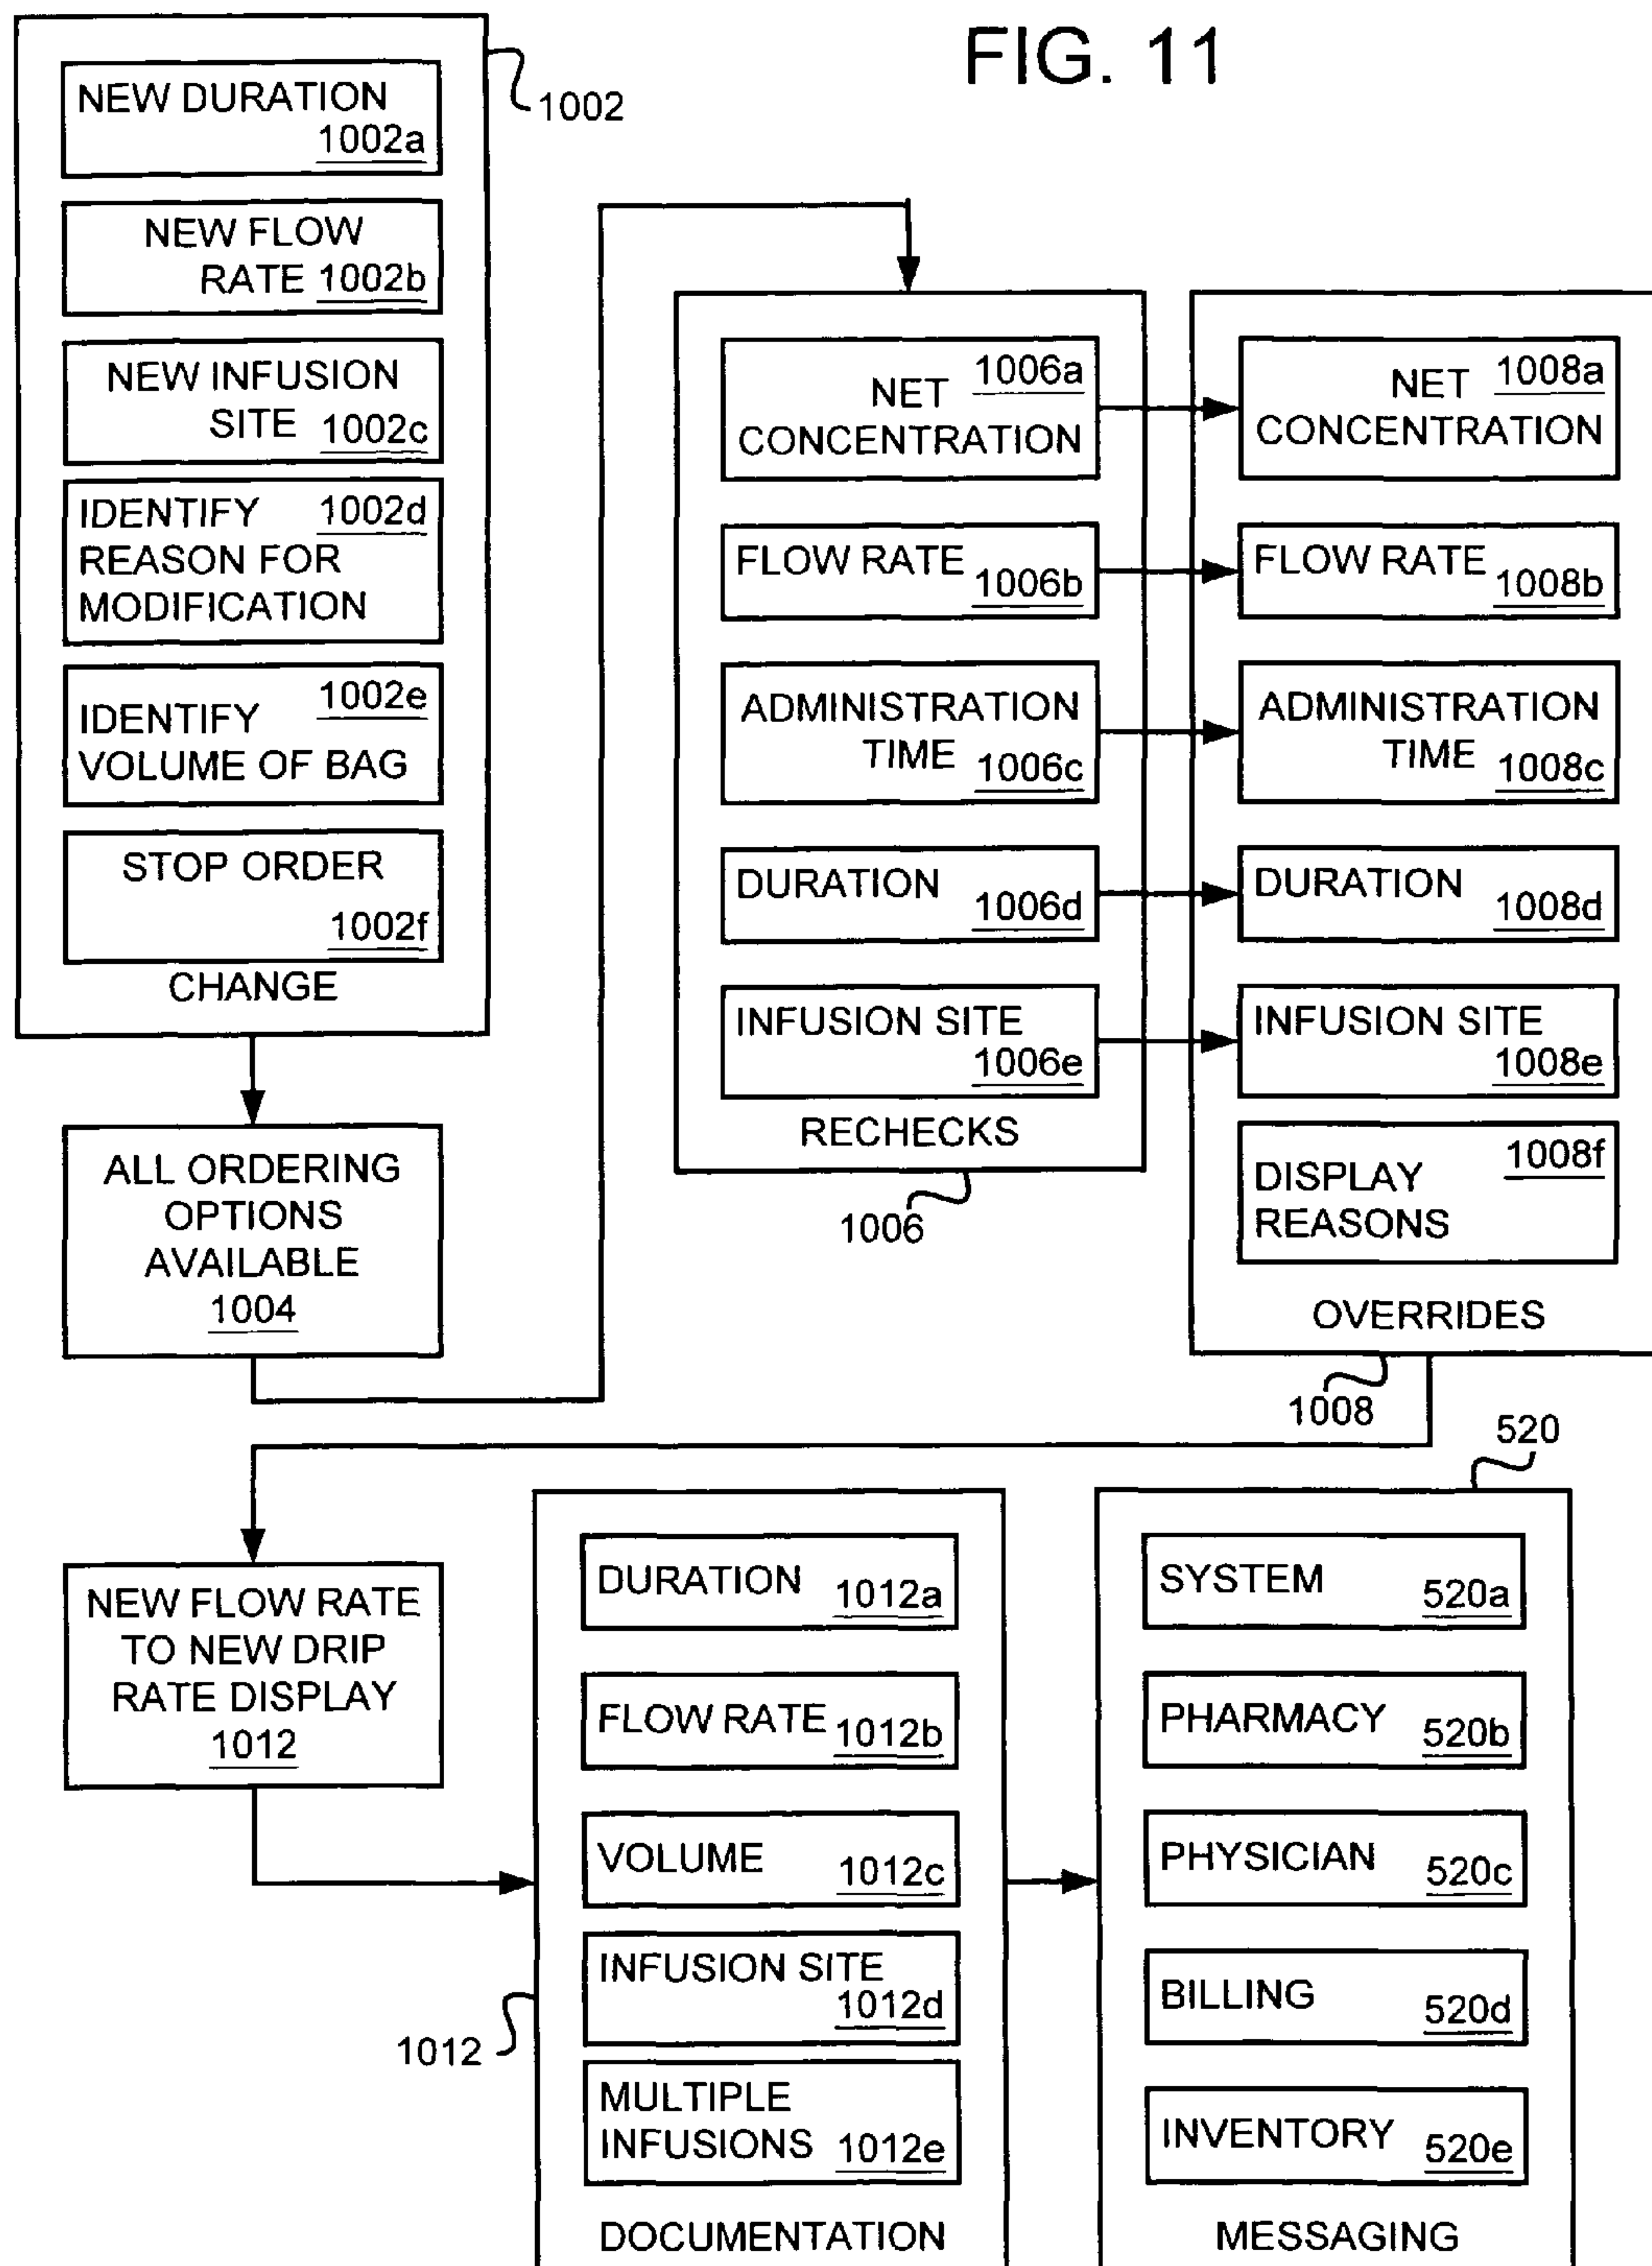 FIG. 11
NEW DURATION
1002a
NEW FLOW
RATE 1002b
NEW INFUSION
SITE 1002c
IDENTIFY 1002d
REASON FOR
MODIFICATION
1002e
IDENTIFY
VOLUME OF BAG
STOP ORDER
1002f
CHANGE
1002
ALL ORDERING
OPTIONS
AVAILABLE
1004
1006a
NET
CONCENTRATION
FLOW RATE 1006b
ADMINISTRATION
TIME 1006c
DURATION 1006d
INFUSION SITE
1006e
RECHECKS
1006
1008a
NET
CONCENTRATION
FLOW RATE 1008b
ADMINISTRATION
TIME 1008c
DURATION 1008d
INFUSION SITE
1008e
1008f
DISPLAY
REASONS
OVERRIDES
1008
NEW FLOW RATE
TO NEW DRIP
RATE DISPLAY
1012
DURATION 1012a
FLOW RATE 1012b
VOLUME 1012c
INFUSION SITE
1012d
MULTIPLE
INFUSIONS 1012e
DOCUMENTATION
1012
520
SYSTEM 520a
PHARMACY 520b
PHYSICIAN 520c
BILLING 520d
INVENTORY 520e
MESSAGING